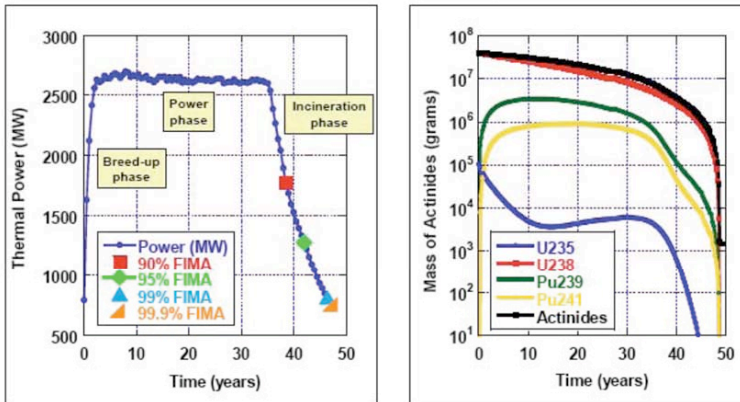 3000
2500
2000
1500
1000
500
Thermal Power (MW)
Breed-up
phase
Power
phase
Incineration
phase
Power (MW)
90% FIMA
95% FIMA
99% FIMA
99.9% FIMA
0 10 20 30 40 50
Time (years)
10^8
10^7
10^6
10^5
10^4
10^3
10^2
10^1
Mass of Actinides (grams)
U235
U238
Pu239
Pu241
Actinides
0 10 20 30 40 50
Time (years)